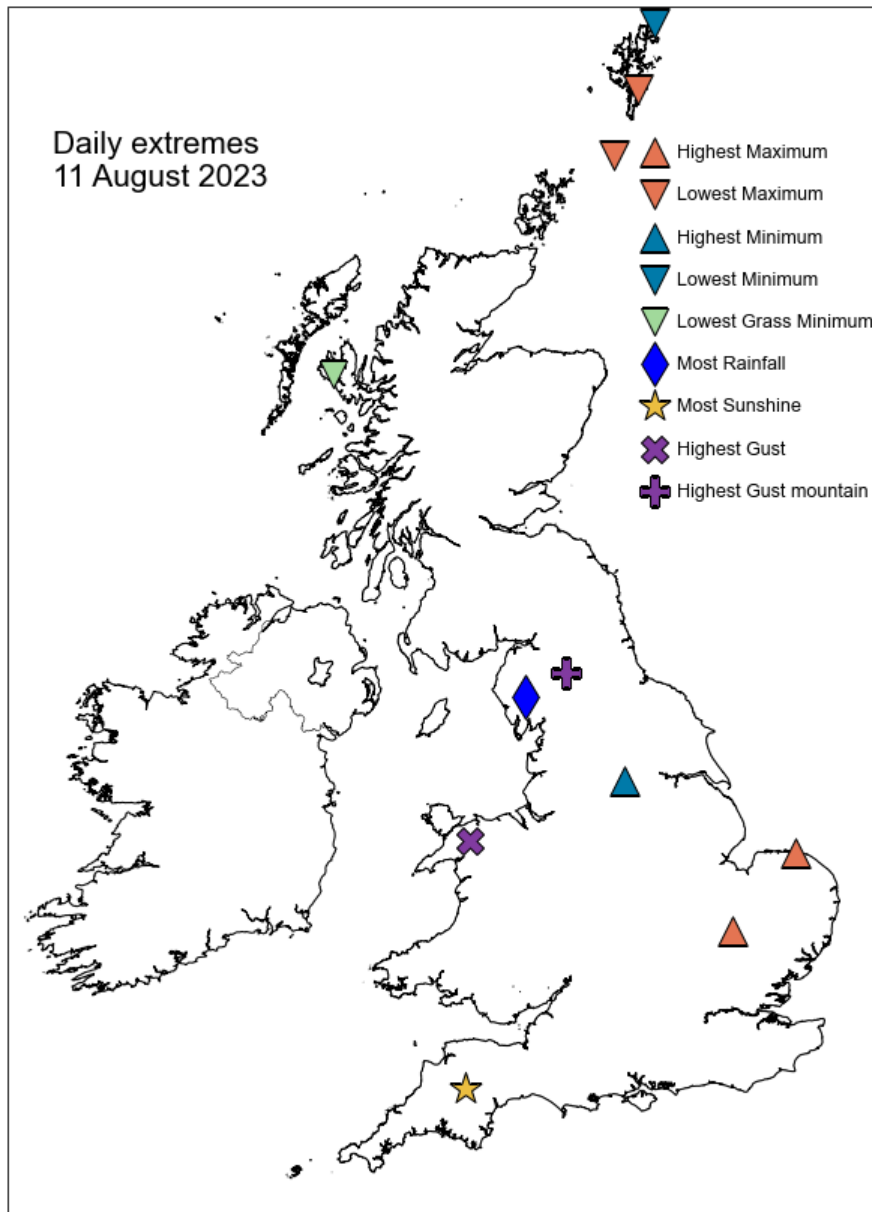 Daily extremes
11 August 2023
Highest Maximum
Lowest Maximum
Highest Minimum
Lowest Minimum
Lowest Grass Minimum
Most Rainfall
Most Sunshine
Highest Gust
Highest Gust mountain